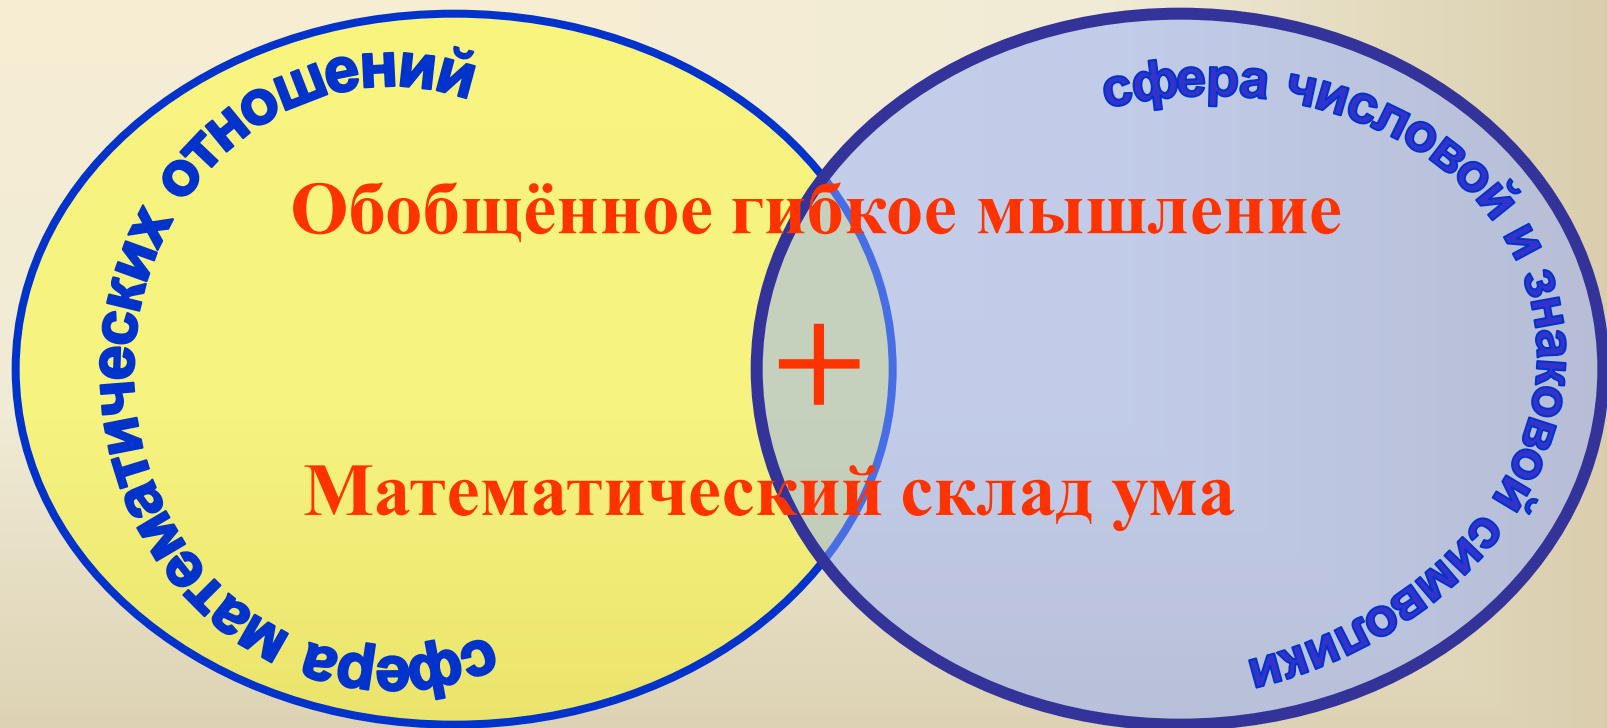 сфера математических отношений
сфера числовой и знаковой символики
Обобщённое гибкое мышление
+
Математический склад ума